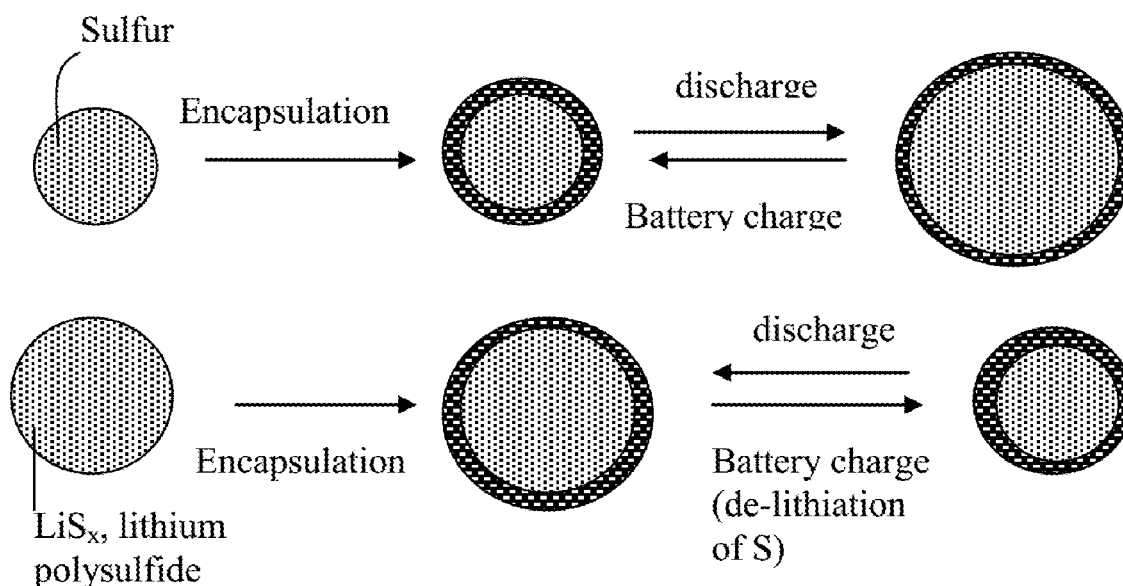 Sulfur
Encapsulation
discharge
Battery charge
discharge
Encapsulation
Battery charge
(de-lithiation
of S)
LiSₓ, lithium
polysulfide